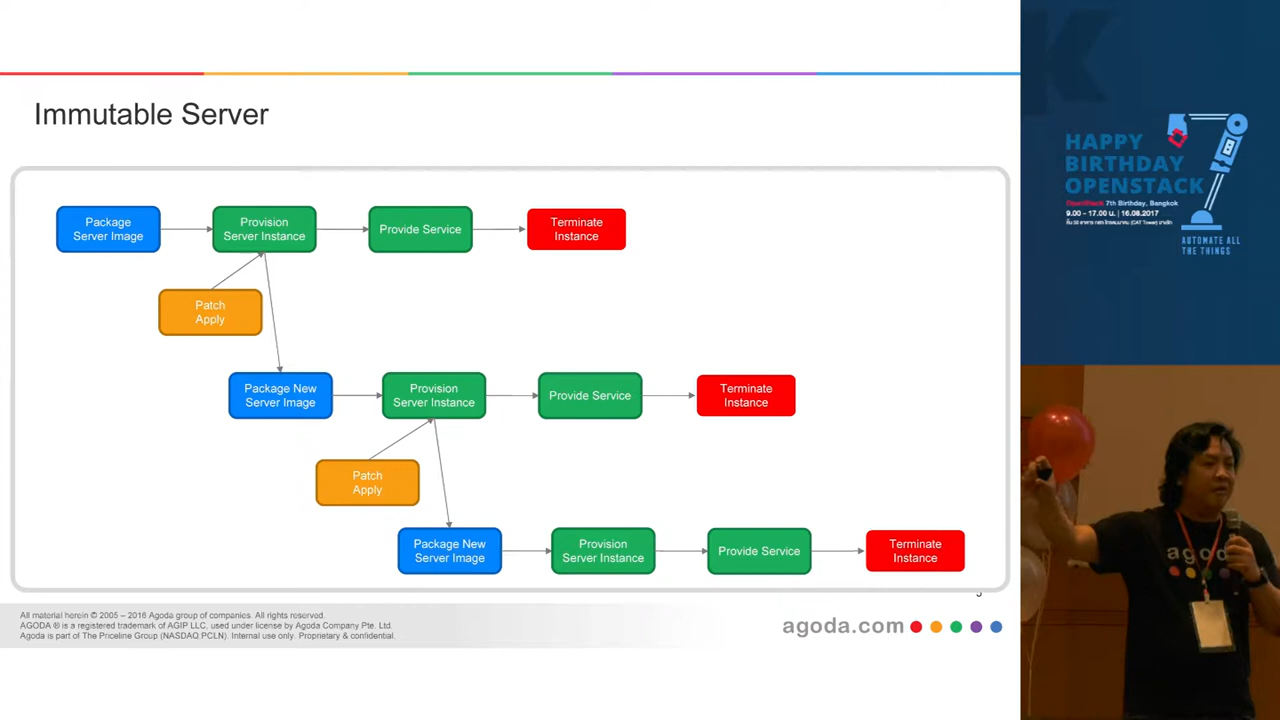 Immutable Server
Package
Server Image
Provision
Server Instance
Provide Service
Terminate
Instance
Patch
Apply
Package New
Server Image
Provision
Server Instance
Provide Service
Terminate
Instance
Patch
Apply
Package New
Server Image
Provision
Server Instance
Provide Service
Terminate
Instance
All material herein © 2005 – 2016 Agoda group of companies. All rights reserved.
AGODA ® is a registered trademark of AGIP LLC, used under license by Agoda Company Pte. Ltd.
Agoda is part of The Priceline Group (NASDAQ:PCLN). Internal use only. Proprietary & confidential.
agoda.com
HAPPY
BIRTHDAY
OPENSTACK
7
OpenStack 7th Birthday, Bangkok
9.00 - 17.00 น. | 16.08.2017
AUTOMATE ALL
THE THINGS
agoda